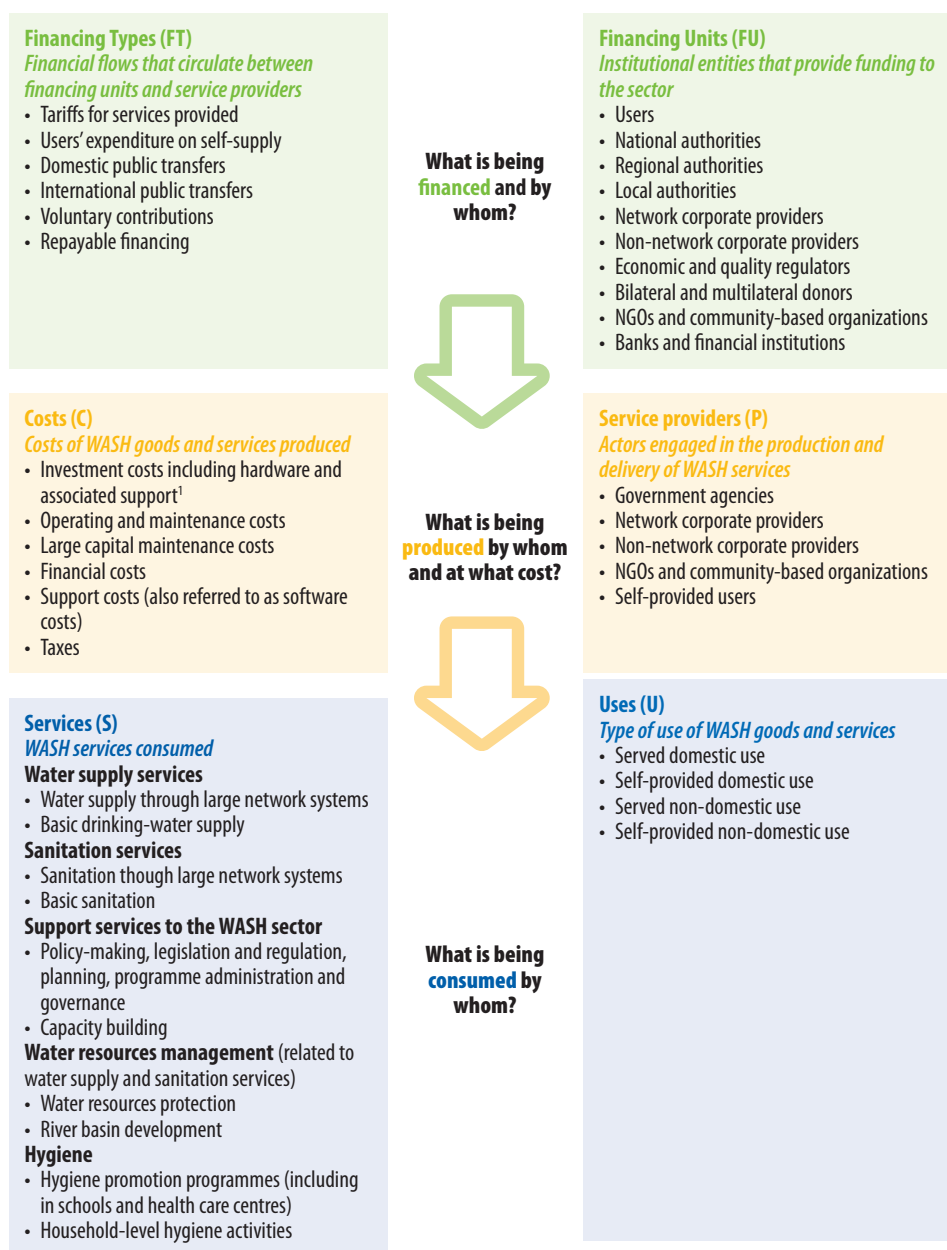 Financing Types (FT)
Financial flows that circulate between
financing units and service providers
• Tariffs for services provided
• Users’ expenditure on self-supply
• Domestic public transfers
• International public transfers
• Voluntary contributions
• Repayable financing
What is being
financed and by
whom?
Financing Units (FU)
Institutional entities that provide funding to
the sector
• Users
• National authorities
• Regional authorities
• Local authorities
• Network corporate providers
• Non-network corporate providers
• Economic and quality regulators
• Bilateral and multilateral donors
• NGOs and community-based organizations
• Banks and financial institutions
Costs (C)
Costs of WASH goods and services produced
• Investment costs including hardware and
associated support¹
• Operating and maintenance costs
• Large capital maintenance costs
• Financial costs
• Support costs (also referred to as software
costs)
• Taxes
What is being
produced by whom
and at what cost?
Service providers (P)
Actors engaged in the production and
delivery of WASH services
• Government agencies
• Network corporate providers
• Non-network corporate providers
• NGOs and community-based organizations
• Self-provided users
Services (S)
WASH services consumed
Water supply services
• Water supply through large network systems
• Basic drinking-water supply
Sanitation services
• Sanitation though large network systems
• Basic sanitation
Support services to the WASH sector
• Policy-making, legislation and regulation,
planning, programme administration and
governance
• Capacity building
Water resources management (related to
water supply and sanitation services)
• Water resources protection
• River basin development
Hygiene
• Hygiene promotion programmes (including
in schools and health care centres)
• Household-level hygiene activities
What is being
consumed by
whom?
Uses (U)
Type of use of WASH goods and services
• Served domestic use
• Self-provided domestic use
• Served non-domestic use
• Self-provided non-domestic use